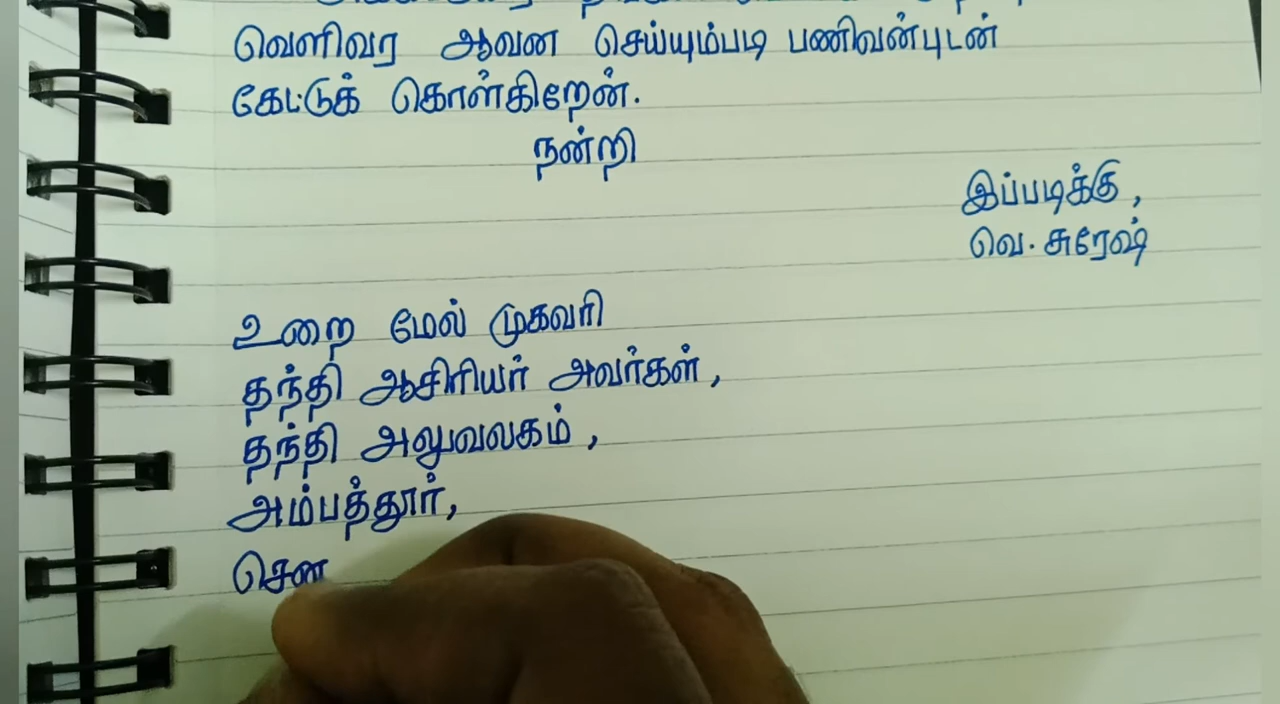 வெளிவர ஆவன செய்யும்படி பணிவன்புடன்
கேட்டுக் கொள்கிறேன்.
நன்றி
இப்படிக்கு,
வெ. சுரேஷ்
உறை மேல் முகவரி
தந்தி ஆசிரியர் அவர்கள்,
தந்தி அலுவலகம்,
அம்பத்தூர்,
சென